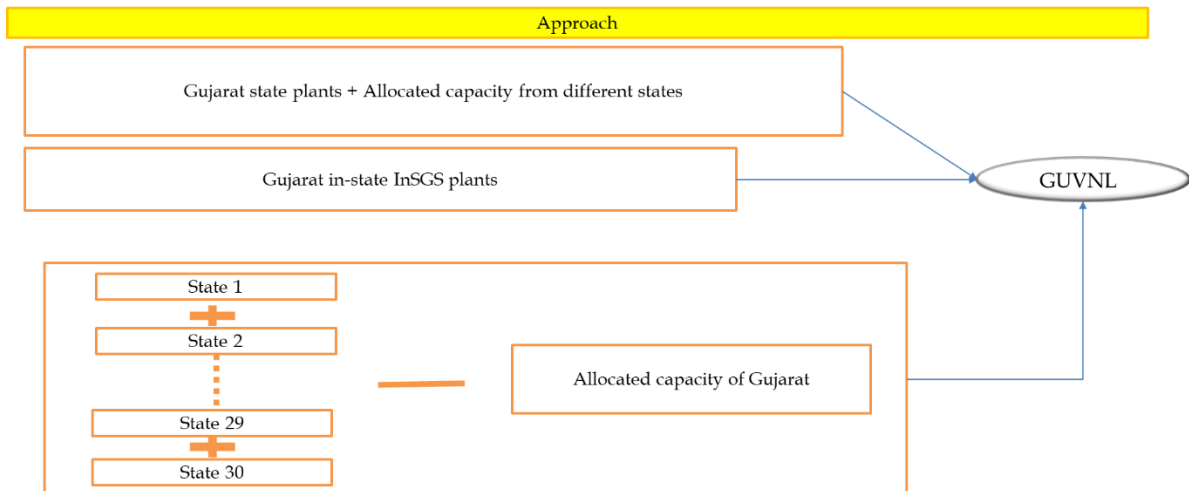 Approach
Gujarat state plants + Allocated capacity from different states
Gujarat in-state InSGS plants
GUVNL
State 1
State 2
Allocated capacity of Gujarat
State 29
State 30